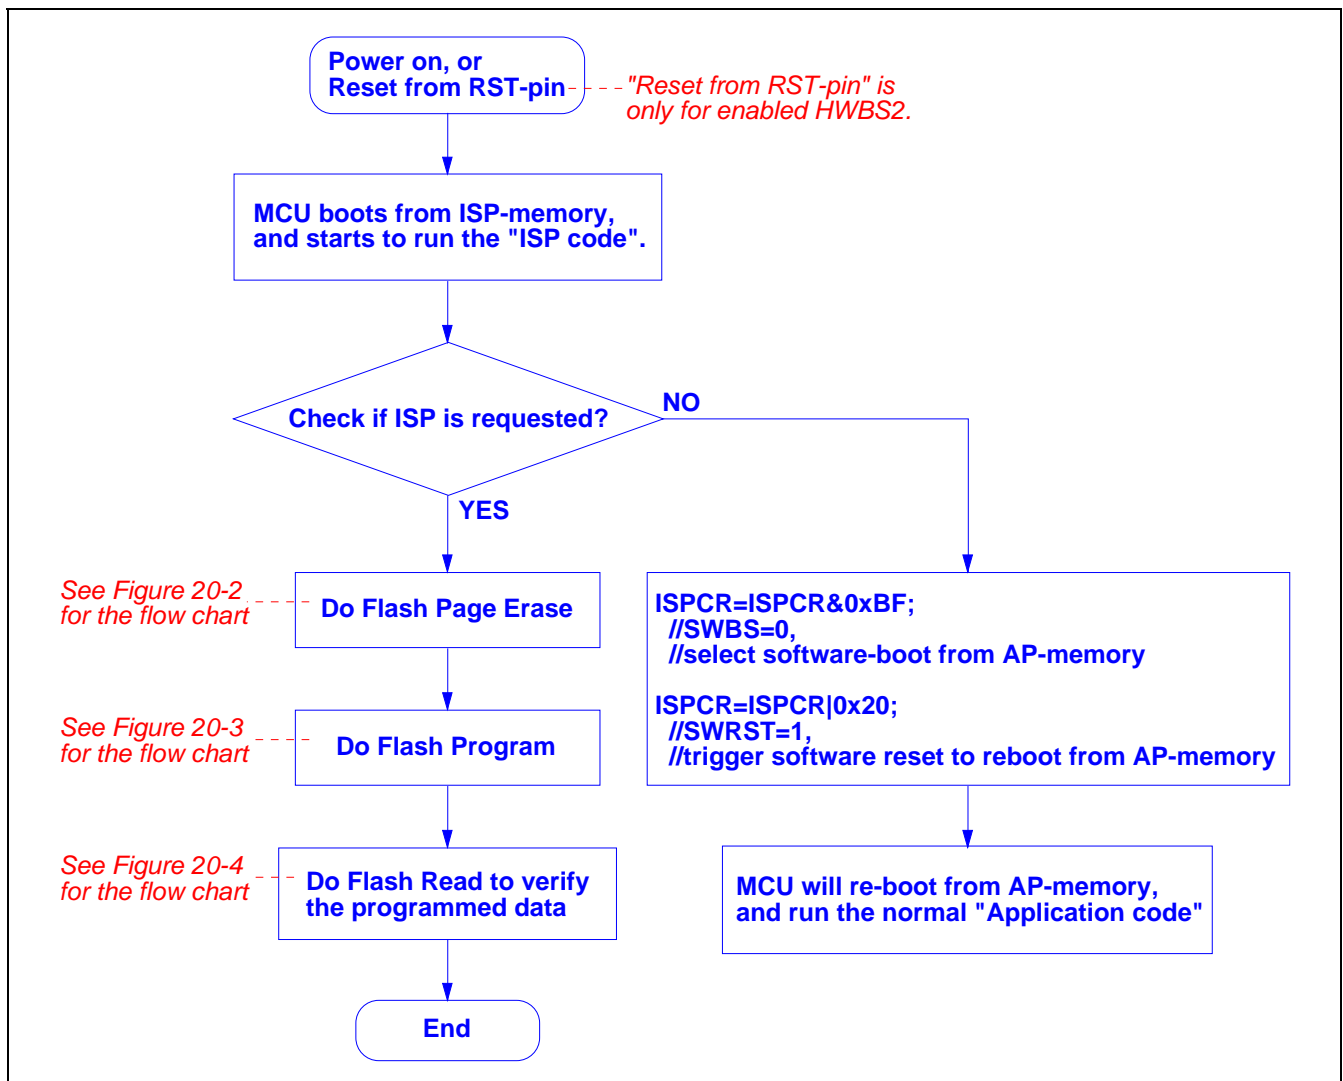 Power on, or
Reset from RST-pin
"Reset from RST-pin" is
only for enabled HWBS2.
MCU boots from ISP-memory,
and starts to run the "ISP code".
Check if ISP is requested?
NO
YES
See Figure 20-2
for the flow chart
Do Flash Page Erase
ISPCR=ISPCR&0xBF;
//SWBS=0,
//select software-boot from AP-memory
ISPCR=ISPCR|0x20;
//SWRST=1,
//trigger software reset to reboot from AP-memory
See Figure 20-3
for the flow chart
Do Flash Program
See Figure 20-4
for the flow chart
Do Flash Read to verify
the programmed data
MCU will re-boot from AP-memory,
and run the normal "Application code"
End